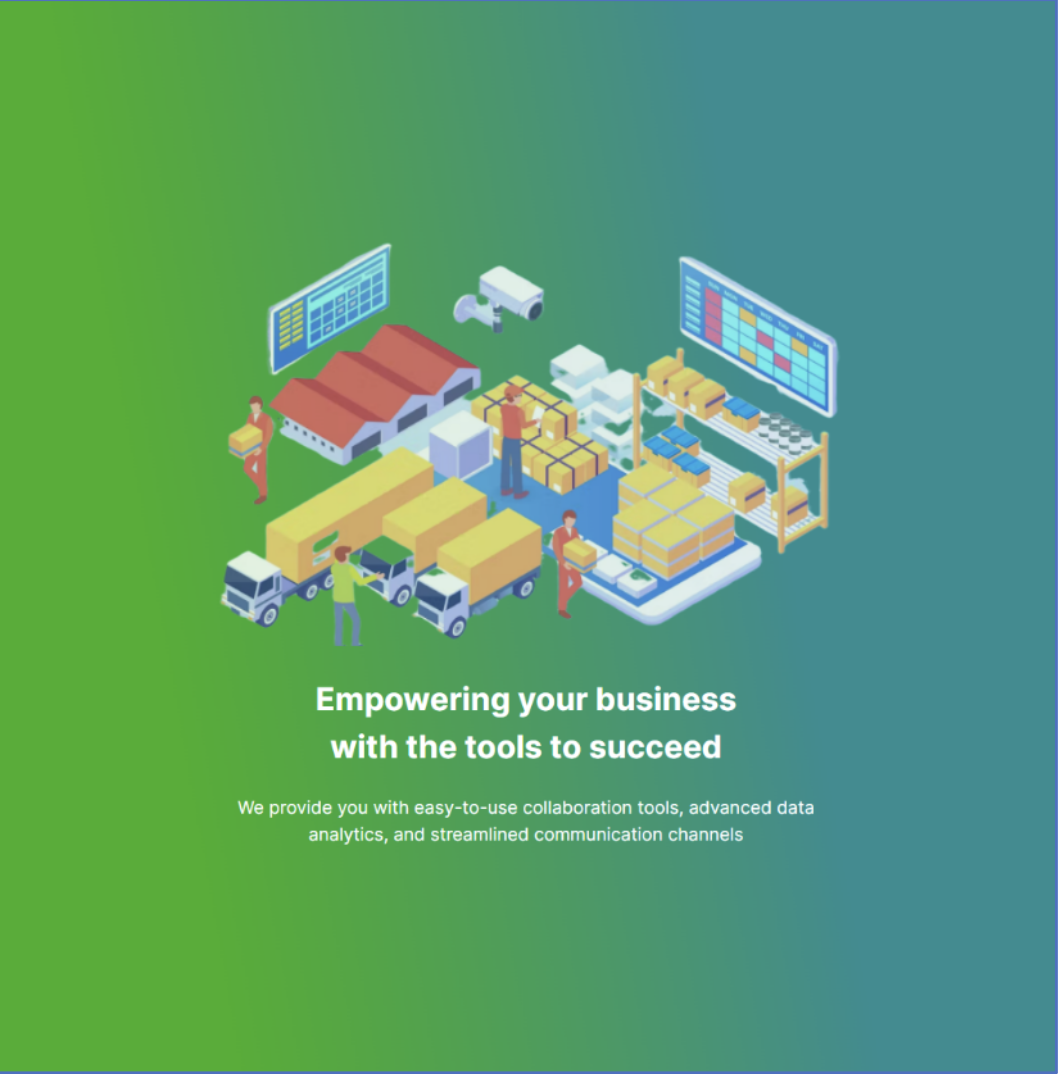 Empowering your business
with the tools to succeed
We provide you with easy-to-use collaboration tools, advanced data
analytics, and streamlined communication channels